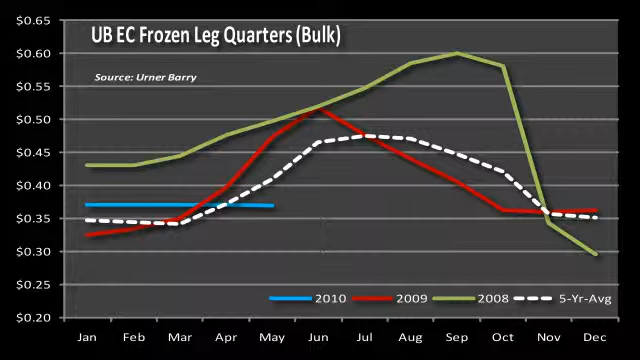 UB EC Frozen Leg Quarters (Bulk)
Source: Urner Barry
$0.65
$0.60
$0.55
$0.50
$0.45
$0.40
$0.35
$0.30
$0.25
$0.20
2010 2009 2008 5-Yr-Avg
Jan Feb Mar Apr May Jun Jul Aug Sep Oct Nov Dec